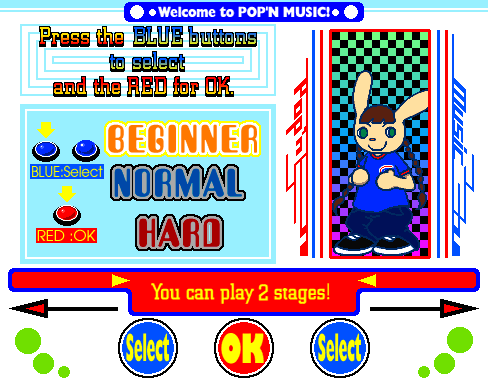 Welcome to POP'N MUSIC!
Press the BLUE buttons
to select
and the RED for OK.
BLUE:Select
RED :OK
BEGINNER
NORMAL
HARD
You can play 2 stages!
Select
OK
Select